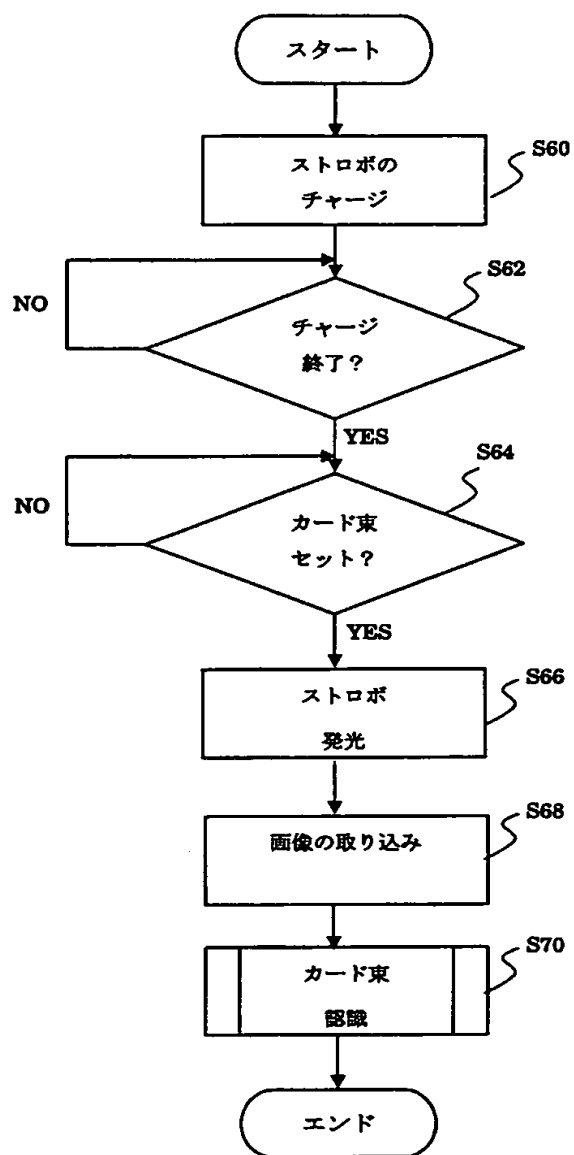 スタート
ストロボの
チャージ
S60
S62
NO
チャージ
終了？
YES
S64
NO
カード束
セット？
YES
S66
ストロボ
発光
S68
画像の取り込み
S70
カード束
認識
エンド